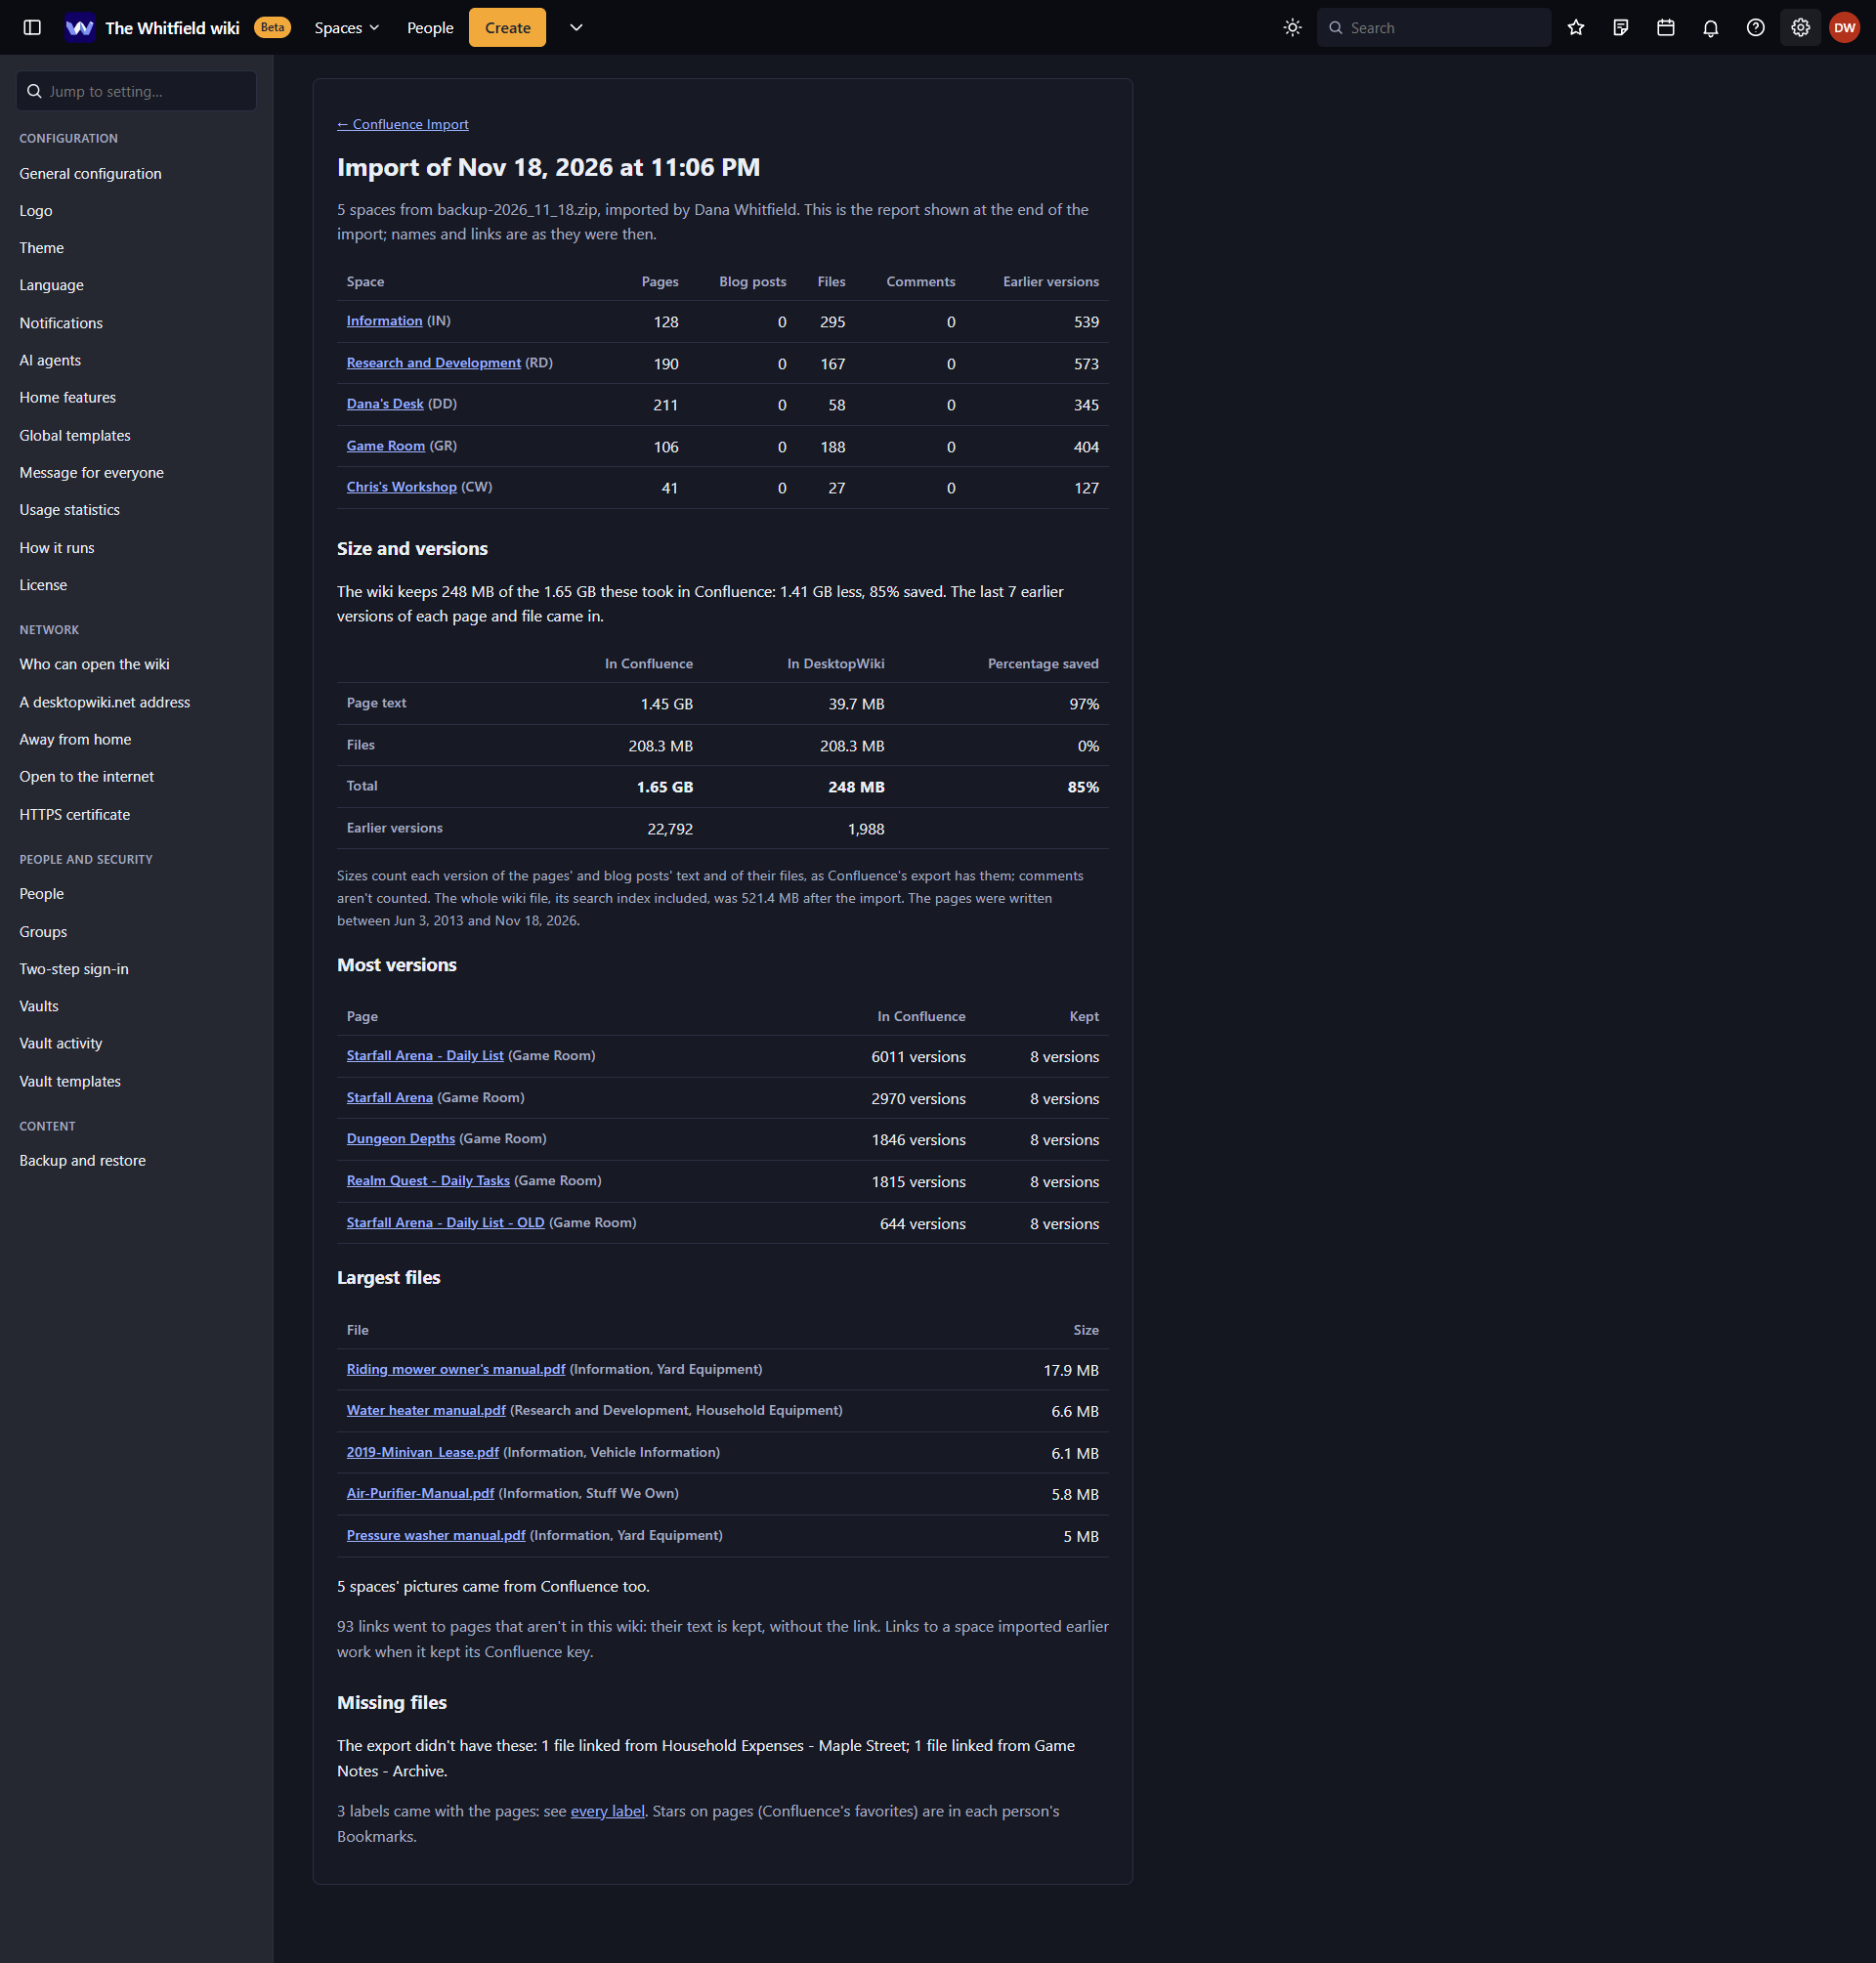 The Whitfield wiki Beta Spaces People Create Search DW
Jump to setting...
CONFIGURATION
General configuration
Logo
Theme
Language
Notifications
AI agents
Home features
Global templates
Message for everyone
Usage statistics
How it runs
License
NETWORK
Who can open the wiki
A desktopwiki.net address
Away from home
Open to the internet
HTTPS certificate
PEOPLE AND SECURITY
People
Groups
Two-step sign-in
Vaults
Vault activity
Vault templates
CONTENT
Backup and restore
← Confluence Import
Import of Nov 18, 2026 at 11:06 PM
5 spaces from backup-2026_11_18.zip, imported by Dana Whitfield. This is the report shown at the end of the
import; names and links are as they were then.
Space Pages Blog posts Files Comments Earlier versions
Information (IN) 128 0 295 0 539
Research and Development (RD) 190 0 167 0 573
Dana's Desk (DD) 211 0 58 0 345
Game Room (GR) 106 0 188 0 404
Chris's Workshop (CW) 41 0 27 0 127
Size and versions
The wiki keeps 248 MB of the 1.65 GB these took in Confluence: 1.41 GB less, 85% saved. The last 7 earlier
versions of each page and file came in.
In Confluence In DesktopWiki Percentage saved
Page text 1.45 GB 39.7 MB 97%
Files 208.3 MB 208.3 MB 0%
Total 1.65 GB 248 MB 85%
Earlier versions 22,792 1,988
Sizes count each version of the pages' and blog posts' text and of their files, as Confluence's export has them; comments
aren't counted. The whole wiki file, its search index included, was 521.4 MB after the import. The pages were written
between Jun 3, 2013 and Nov 18, 2026.
Most versions
Page In Confluence Kept
Starfall Arena - Daily List (Game Room) 6011 versions 8 versions
Starfall Arena (Game Room) 2970 versions 8 versions
Dungeon Depths (Game Room) 1846 versions 8 versions
Realm Quest - Daily Tasks (Game Room) 1815 versions 8 versions
Starfall Arena - Daily List - OLD (Game Room) 644 versions 8 versions
Largest files
File Size
Riding mower owner's manual.pdf (Information, Yard Equipment) 17.9 MB
Water heater manual.pdf (Research and Development, Household Equipment) 6.6 MB
2019-Minivan_Lease.pdf (Information, Vehicle Information) 6.1 MB
Air-Purifier-Manual.pdf (Information, Stuff We Own) 5.8 MB
Pressure washer manual.pdf (Information, Yard Equipment) 5 MB
5 spaces' pictures came from Confluence too.
93 links went to pages that aren't in this wiki: their text is kept, without the link. Links to a space imported earlier
work when it kept its Confluence key.
Missing files
The export didn't have these: 1 file linked from Household Expenses - Maple Street; 1 file linked from Game
Notes - Archive.
3 labels came with the pages: see every label. Stars on pages (Confluence's favorites) are in each person's
Bookmarks.